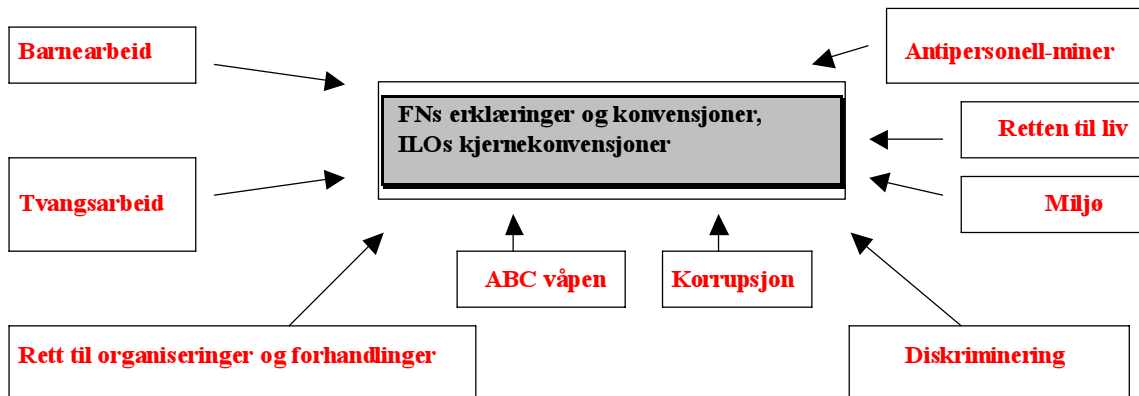 Barnearbeid
Antipersonell-miner
FNs erklæringer og konvensjoner,
ILOs kjernekonvensjoner
Retten til liv
Tvangsarbeid
Miljø
ABC våpen
Korrupsjon
Rett til organiseringer og forhandlinger
Diskriminering